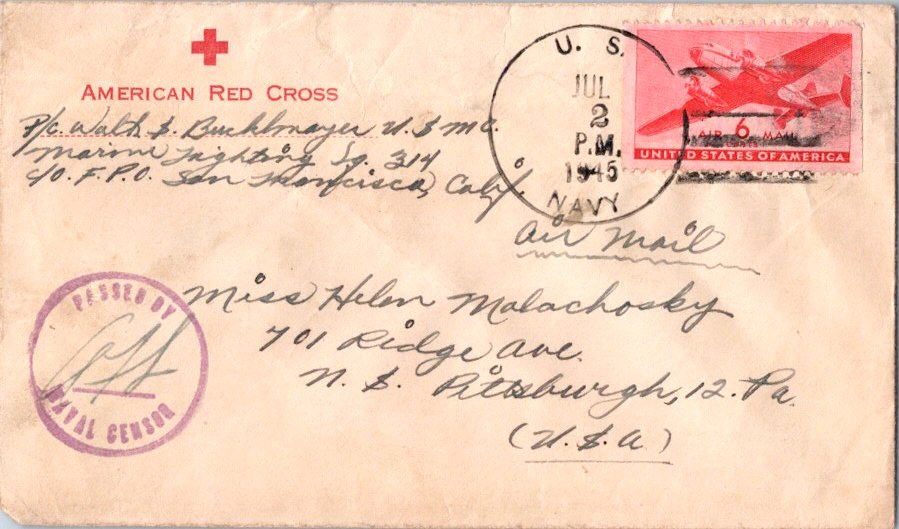 AMERICAN RED CROSS
Pfc. Walt. S. Bucklmayer U.S.M.C.
Marine Fighting Sq. 314
c/o. F.P.O. San Francisco, Calif.
U. S.
JUL
2
P.M.
1945
NAVY
AIR 6¢ MAIL
UNITED STATES OF AMERICA
Air Mail
PASSED BY
NAVAL CENSOR
Miss Helen Malachosky
701 Ridge Ave.
N. S. Pittsburgh, 12. Pa.
(U.S.A.)